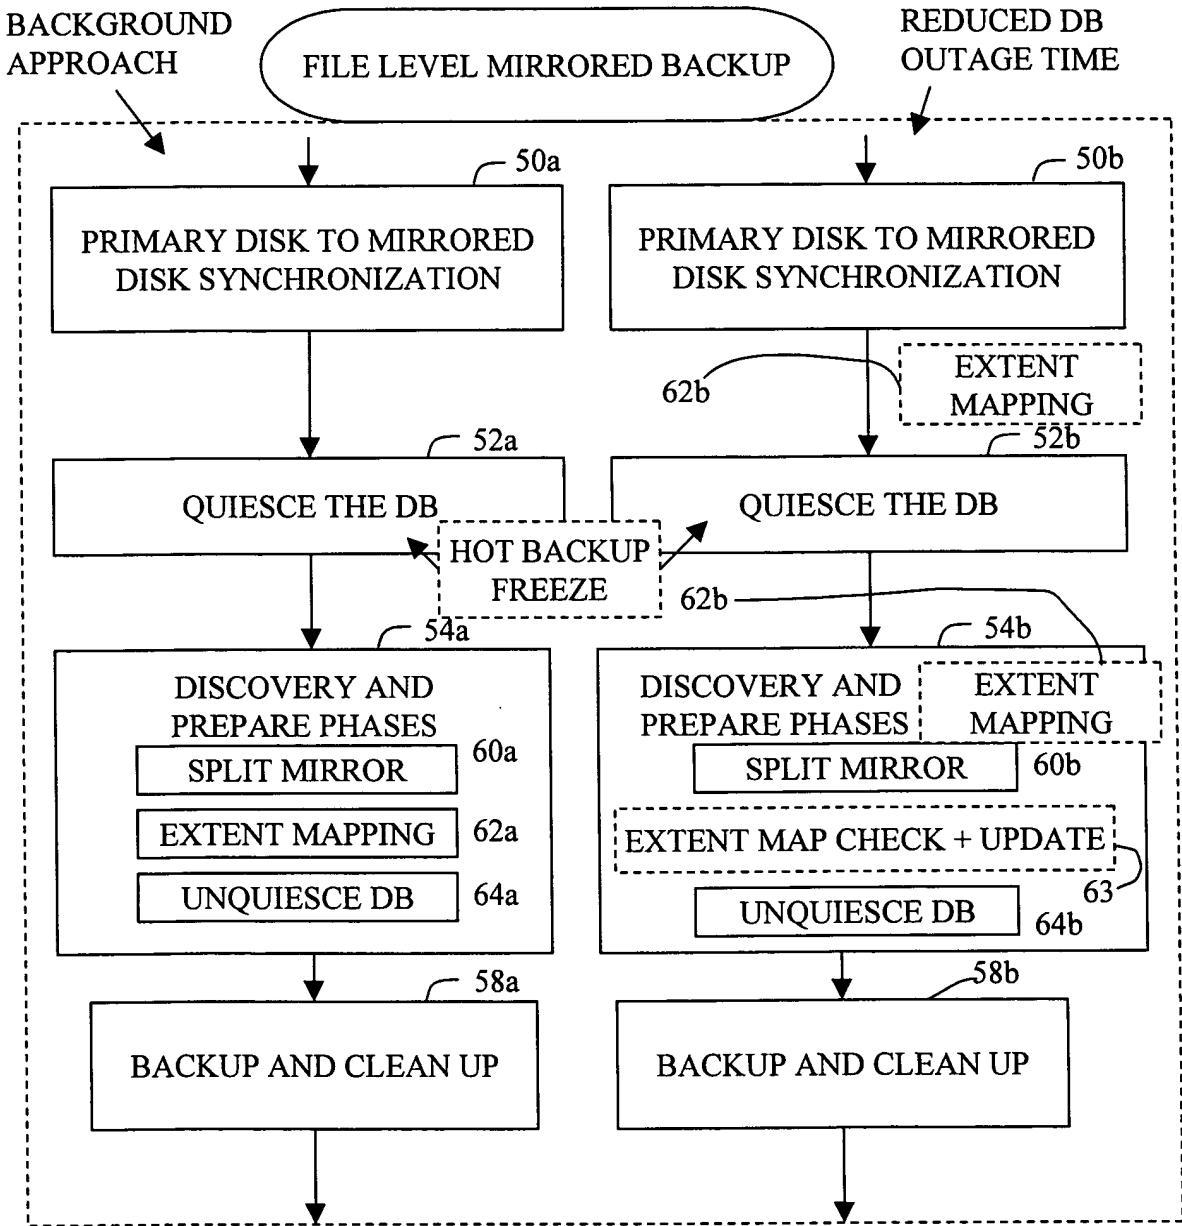 BACKGROUND
APPROACH
FILE LEVEL MIRRORED BACKUP
REDUCED DB
OUTAGE TIME
50a
50b
PRIMARY DISK TO MIRRORED
DISK SYNCHRONIZATION
PRIMARY DISK TO MIRRORED
DISK SYNCHRONIZATION
62b
EXTENT
MAPPING
52a
52b
QUIESCE THE DB
QUIESCE THE DB
HOT BACKUP
FREEZE
62b
54a
54b
DISCOVERY AND
PREPARE PHASES
DISCOVERY AND
PREPARE PHASES
EXTENT
MAPPING
SPLIT MIRROR
60a
SPLIT MIRROR
60b
EXTENT MAPPING
62a
EXTENT MAP CHECK + UPDATE
63
UNQUIESCE DB
64a
UNQUIESCE DB
64b
58a
58b
BACKUP AND CLEAN UP
BACKUP AND CLEAN UP